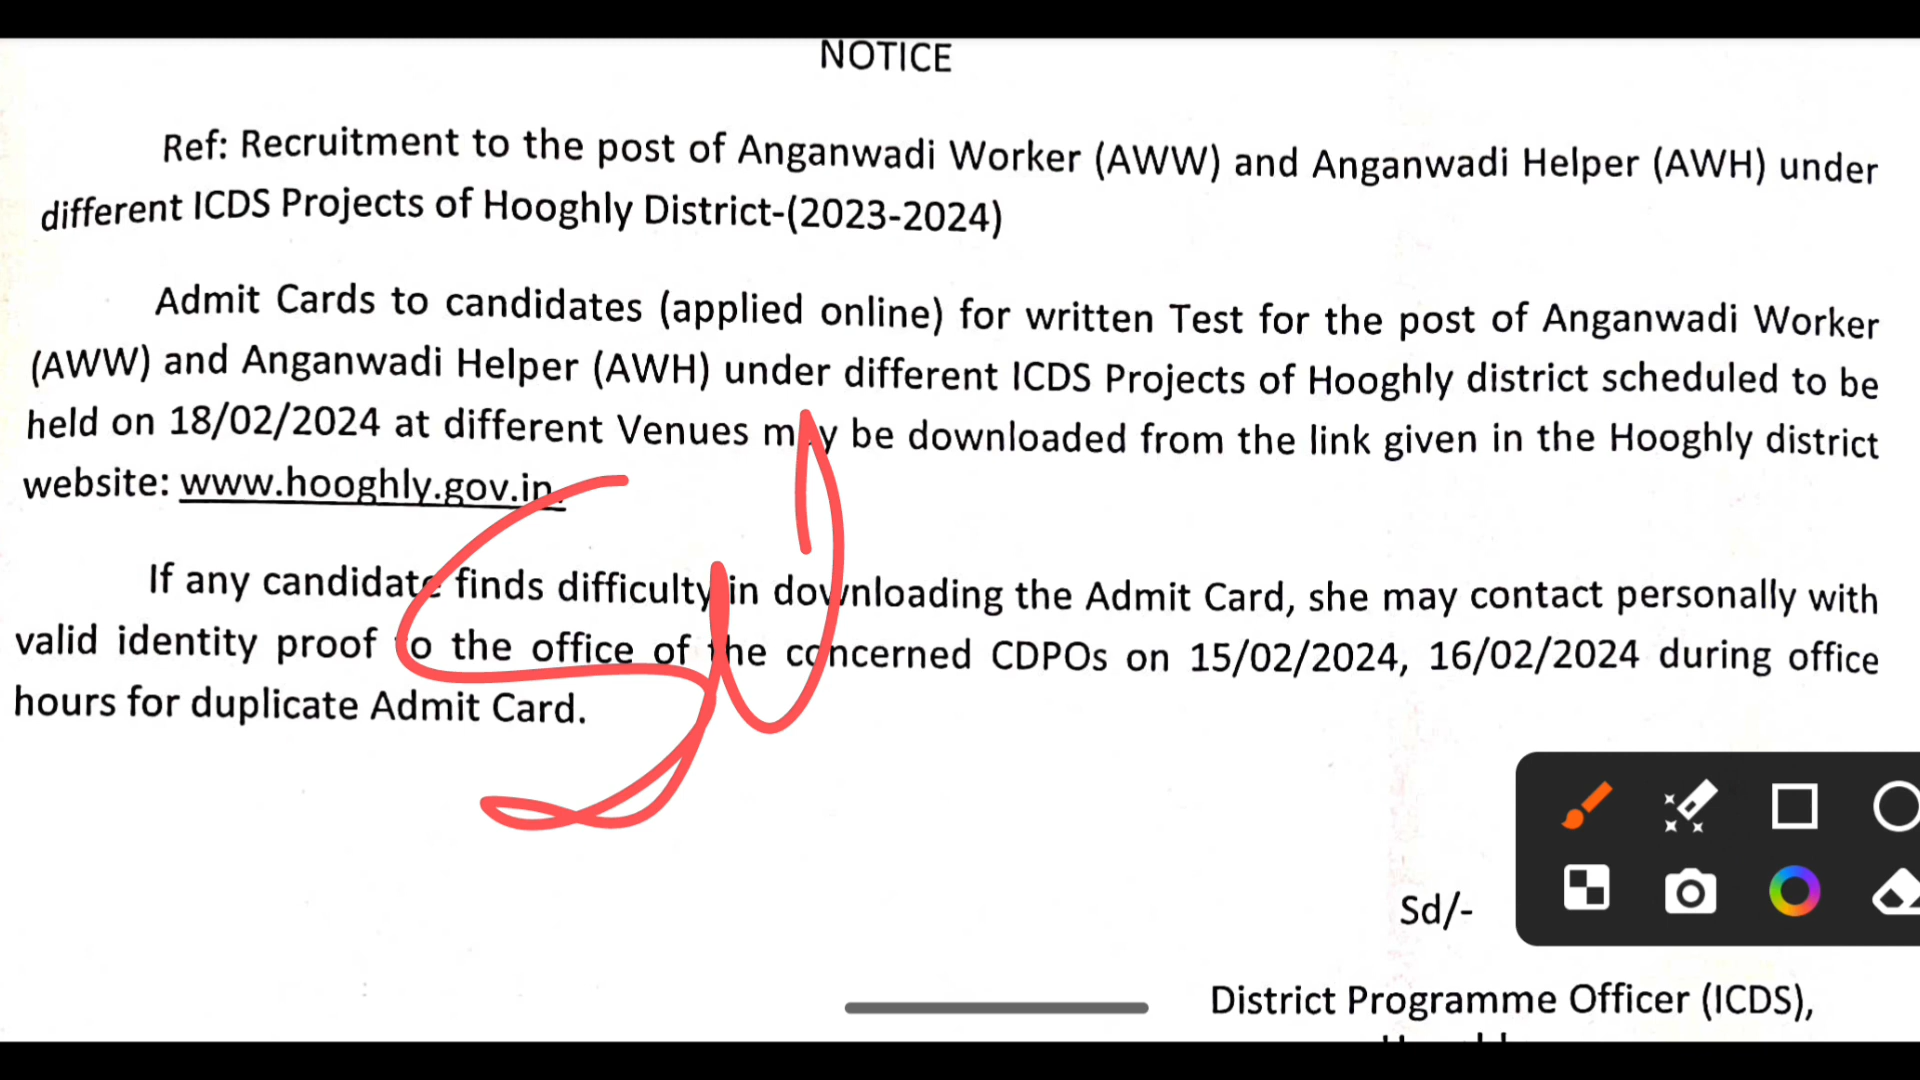 NOTICE
Ref: Recruitment to the post of Anganwadi Worker (AWW) and Anganwadi Helper (AWH) under
different ICDS Projects of Hooghly District-(2023-2024)
Admit Cards to candidates (applied online) for written Test for the post of Anganwadi Worker
(AWW) and Anganwadi Helper (AWH) under different ICDS Projects of Hooghly district scheduled to be
held on 18/02/2024 at different Venues may be downloaded from the link given in the Hooghly district
website: www.hooghly.gov.in.
If any candidate finds difficulty in downloading the Admit Card, she may contact personally with
valid identity proof to the office of the concerned CDPOs on 15/02/2024, 16/02/2024 during office
hours for duplicate Admit Card.
Sd/-
District Programme Officer (ICDS),